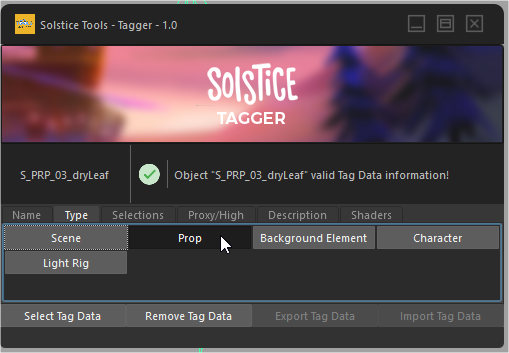 Solstice Tools - Tagger - 1.0
SOLSTICE
TAGGER
S_PRP_03_dryLeaf
Object "S_PRP_03_dryLeaf" valid Tag Data information!
Name Type Selections Proxy/High Description Shaders
Scene Prop Background Element Character
Light Rig
Select Tag Data Remove Tag Data Export Tag Data Import Tag Data